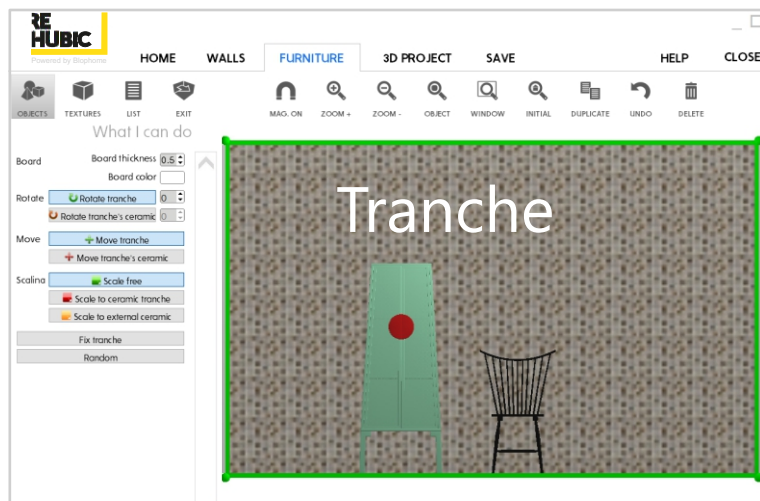 RE
HUBIC
Powered by Blophome
HOME WALLS FURNITURE 3D PROJECT SAVE HELP CLOSE
OBJECTS TEXTURES LIST EXIT MAG. ON ZOOM + ZOOM - OBJECT WINDOW INITIAL DUPLICATE UNDO DELETE
What I can do
Board Board thickness 0.5
Board color
Rotate Rotate tranche 0
Rotate tranche's ceramic 0
Move Move tranche
Move tranche's ceramic
Scaling Scale free
Scale to ceramic tranche
Scale to external ceramic
Fix tranche
Random
Tranche